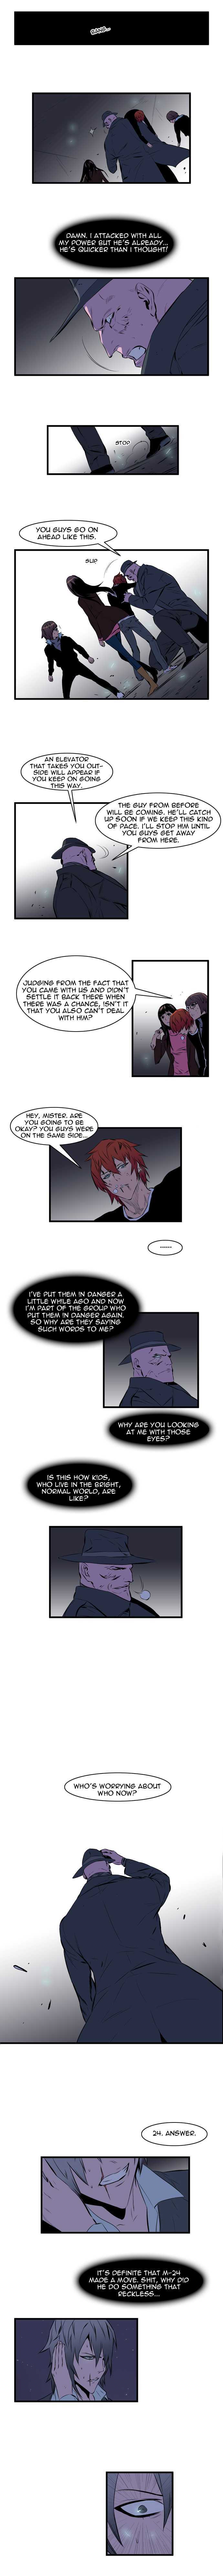 DAMN. I ATTACKED WITH ALL
MY POWER BUT HE'S ALREADY...
HE'S QUICKER THAN I THOUGHT!
STOP
YOU GUYS GO ON
AHEAD LIKE THIS.
SLIP
AN ELEVATOR
THAT TAKES YOU OUT-
SIDE WILL APPEAR IF
YOU KEEP ON GOING
THIS WAY.
THE GUY FROM BEFORE
WILL BE COMING. HE'LL CATCH
UP SOON IF WE KEEP THIS KIND
OF PACE. I'LL STOP HIM UNTIL
YOU GUYS GET AWAY
FROM HERE.
JUDGING FROM THE FACT THAT
YOU CAME WITH US AND DIDN'T
SETTLE IT BACK THERE WHEN
THERE WAS A CHANCE, ISN'T IT
THAT YOU ALSO CAN'T DEAL
WITH HIM?
HEY, MISTER. ARE
YOU GOING TO BE
OKAY? YOU GUYS WERE
ON THE SAME SIDE...
I'VE PUT THEM IN DANGER A
LITTLE WHILE AGO AND NOW
I'M PART OF THE GROUP WHO
PUT THEM IN DANGER AGAIN.
SO WHY ARE THEY SAYING
SUCH WORDS TO ME?
WHY ARE YOU LOOKING
AT ME WITH THOSE
EYES?
IS THIS HOW KIDS,
WHO LIVE IN THE BRIGHT,
NORMAL WORLD, ARE
LIKE?
WHO'S WORRYING ABOUT
WHO NOW?
24. ANSWER.
IT'S DEFINITE THAT M-24
MADE A MOVE. SHIT, WHY DID
HE DO SOMETHING THAT
RECKLESS...